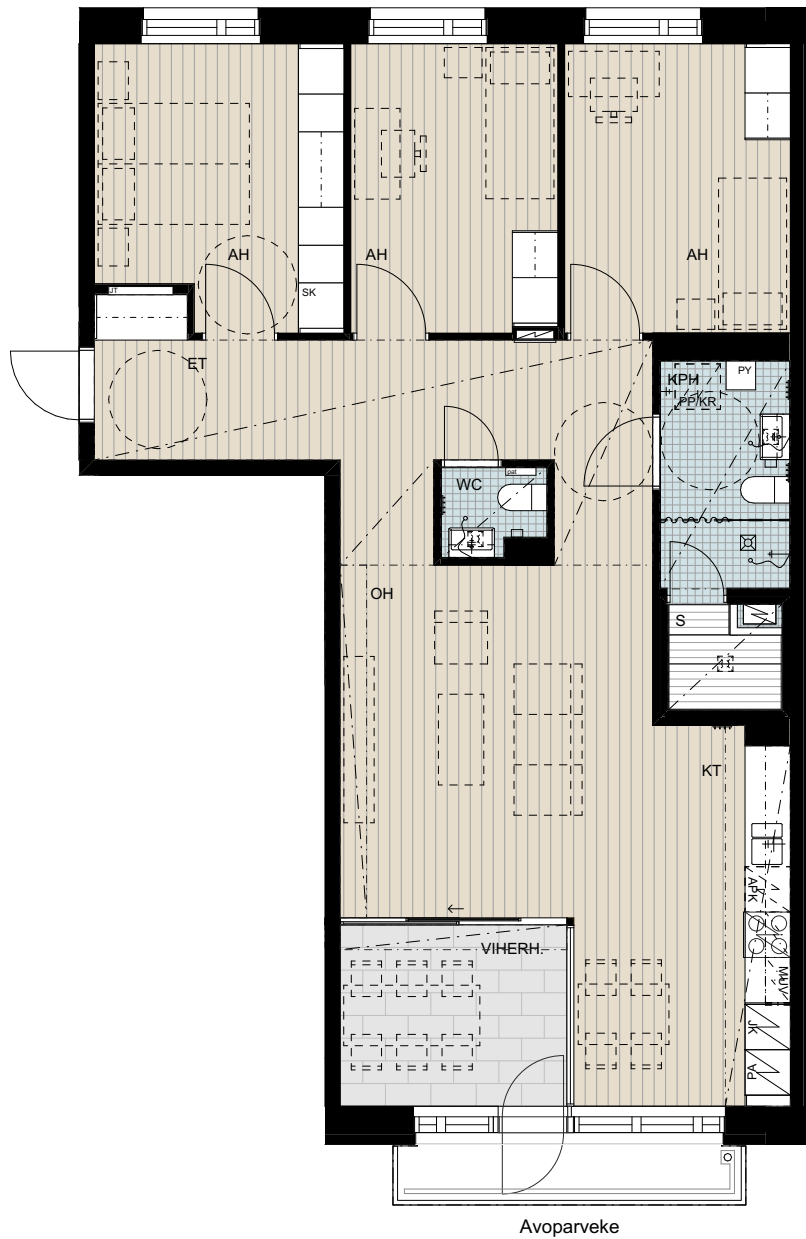 AH
AH
AH
JT
SK
ET
KPH
PY
PP/KR
WC
pat
OH
S
KT
APK
MUV
VIHERH.
JK
PA
Avoparveke